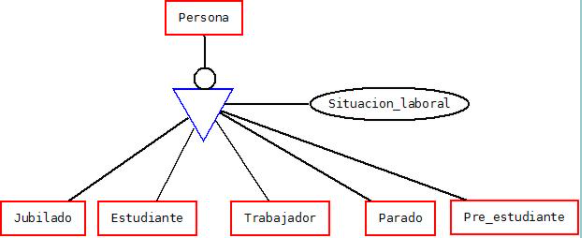 Persona
Situacion_laboral
Jubilado
Estudiante
Trabajador
Parado
Pre_estudiante